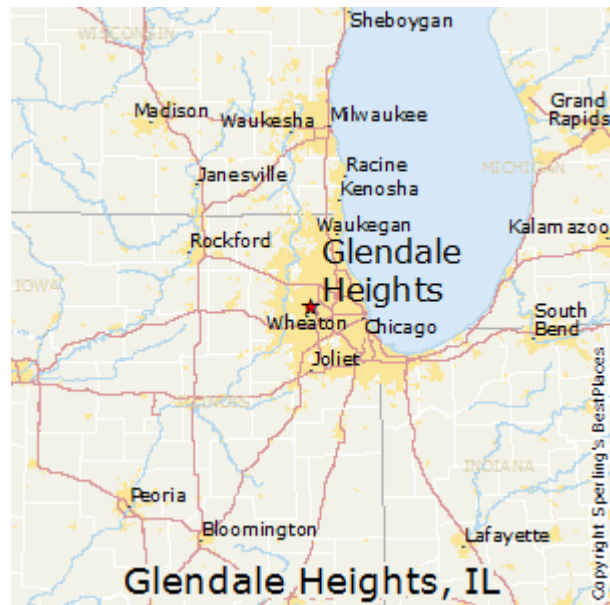 Sheboygan
WISCONSIN
Madison
Waukesha
Milwaukee
Grand
Rapids
Janesville
Racine
MICHIGAN
Kenosha
Waukegan
Kalamazoo
Rockford
Glendale
Heights
IOWA
Wheaton
Chicago
South
Bend
Joliet
ILLINOIS
INDIANA
Peoria
Bloomington
Lafayette
Glendale Heights, IL
Copyright Sperling's BestPlaces